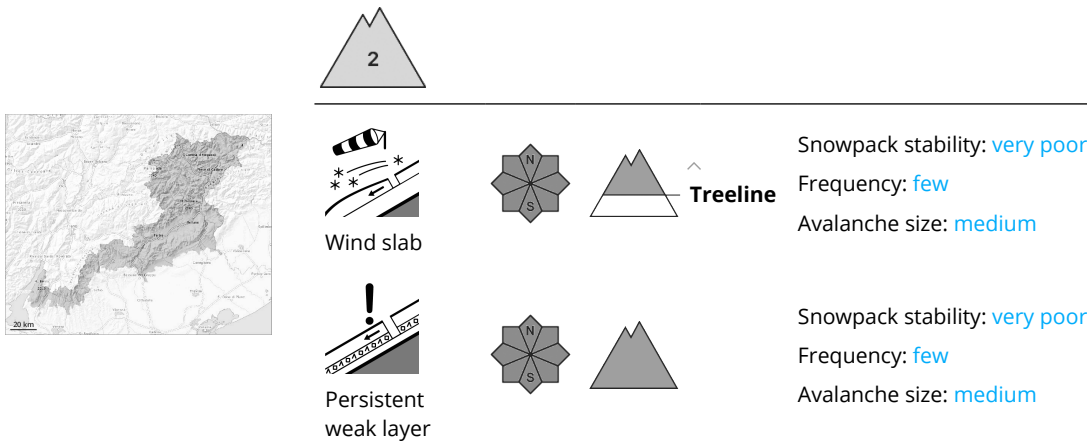 2
N
S
Treeline
Snowpack stability: very poor
Frequency: few
Avalanche size: medium
Wind slab
20 km
N
S
Snowpack stability: very poor
Frequency: few
Avalanche size: medium
Persistent
weak layer